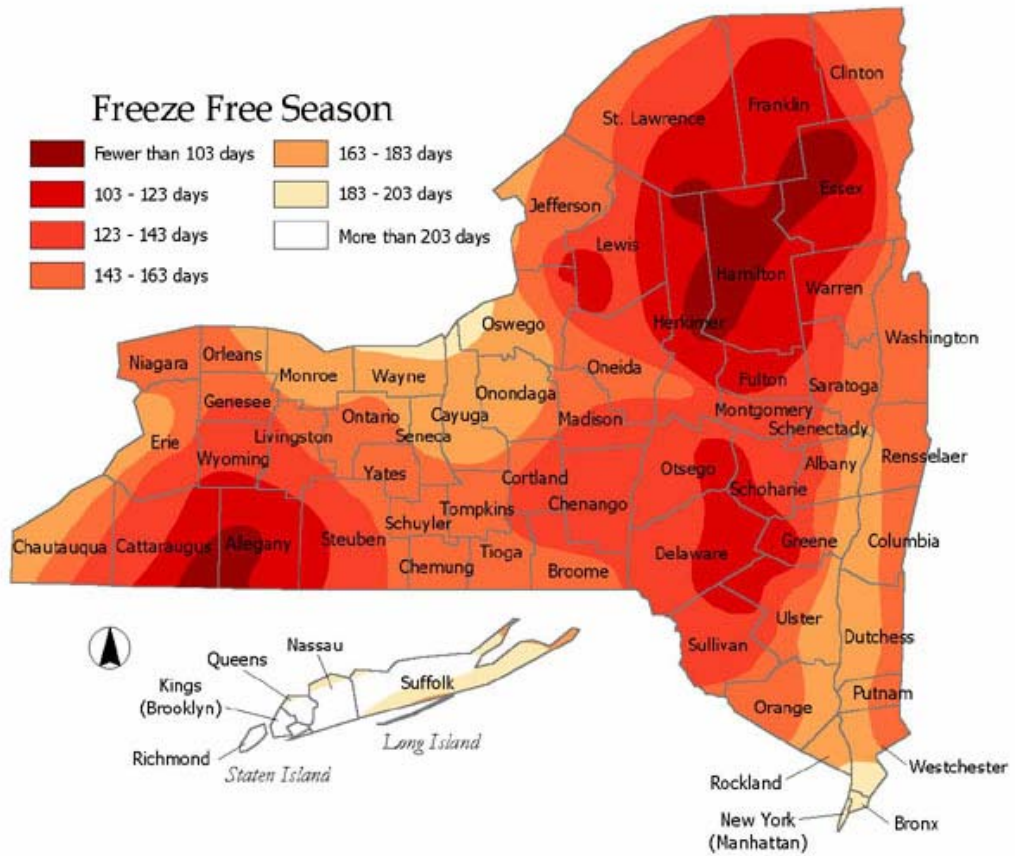 Freeze Free Season
Fewer than 103 days
103 - 123 days
123 - 143 days
143 - 163 days
163 - 183 days
183 - 203 days
More than 203 days
Clinton
Franklin
St. Lawrence
Essex
Jefferson
Lewis
Hamilton
Warren
Herkimer
Oswego
Washington
Niagara
Orleans
Monroe
Wayne
Oneida
Fulton
Saratoga
Genesee
Onondaga
Ontario
Cayuga
Madison
Montgomery
Schenectady
Erie
Livingston
Seneca
Wyoming
Yates
Cortland
Otsego
Albany
Rensselaer
Schoharie
Chenango
Tompkins
Schuyler
Chautauqua
Cattaraugus
Allegany
Steuben
Chemung
Tioga
Broome
Delaware
Greene
Columbia
Ulster
Dutchess
Sullivan
Nassau
Queens
Suffolk
Kings
(Brooklyn)
Richmond
Staten Island
Long Island
Orange
Putnam
Rockland
Westchester
New York
(Manhattan)
Bronx